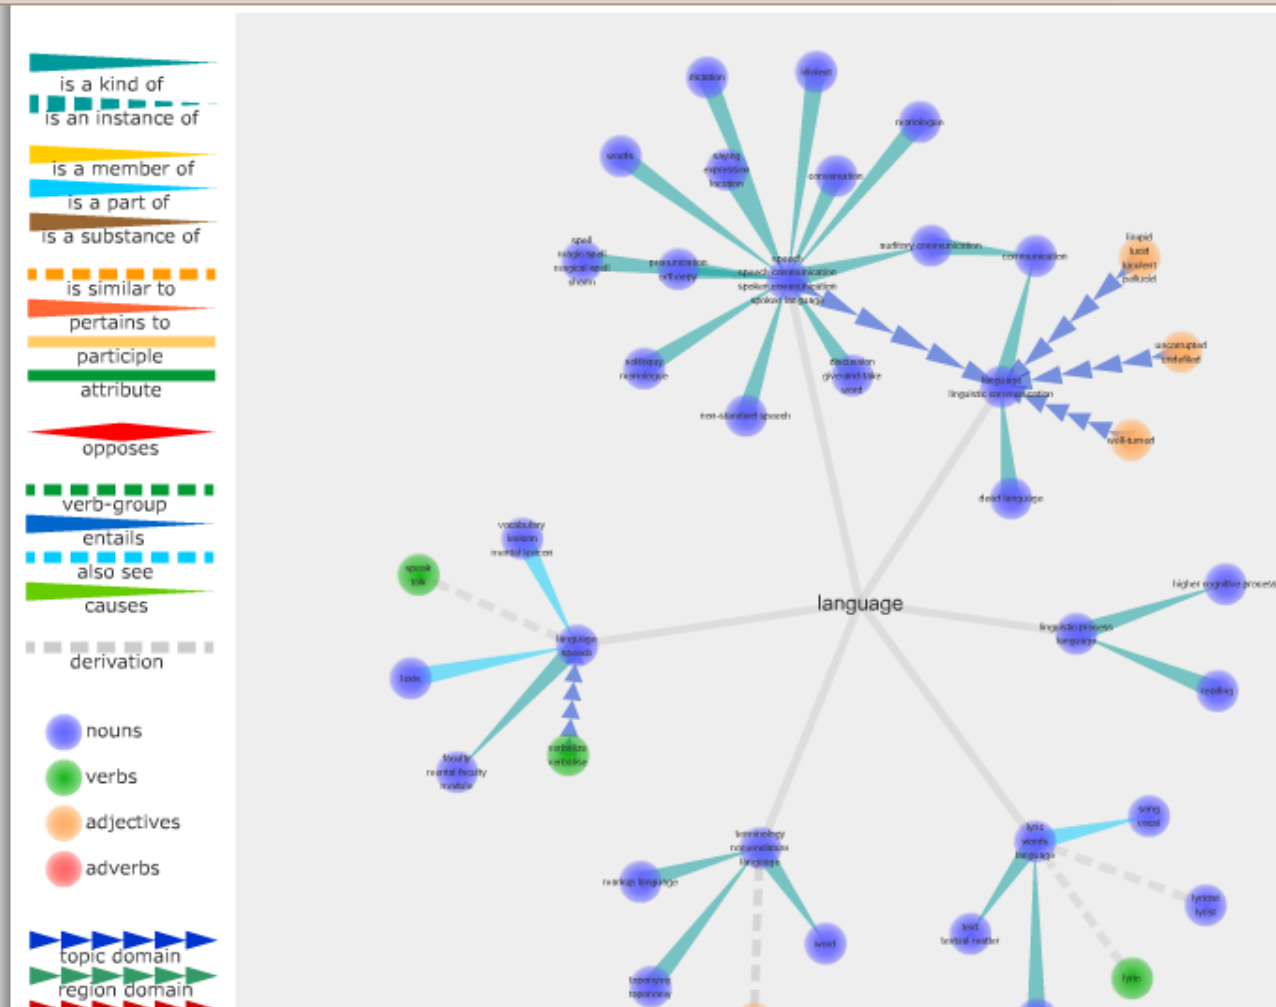 is a kind of
is an instance of
is a member of
is a part of
is a substance of
is similar to
pertains to
participle
attribute
opposes
verb-group
entails
also see
causes
derivation
nouns
verbs
adjectives
adverbs
topic domain
region domain
dictation
idiolect
monologue
words
saying
expression
locution
conversation
spell
magic spell
magical spell
charm
pronunciation
orthoepy
speech
speech communication
spoken communication
spoken language
auditory communication
communication
limpid
lucid
luculent
pellucid
uncorrupted
undefiled
language
linguistic communication
well-turned
soliloquy
monologue
discussion
give-and-take
word
non-standard speech
dead language
vocabulary
lexicon
mental lexicon
speak
talk
language
speech
lexis
faculty
mental faculty
module
verbalize
verbalise
language
higher cognitive process
linguistic process
language
reading
terminology
nomenclature
language
markup language
word
toponymy
toponomy
song
vocal
lyric
words
language
lyricist
lyrist
text
textual matter
lyric